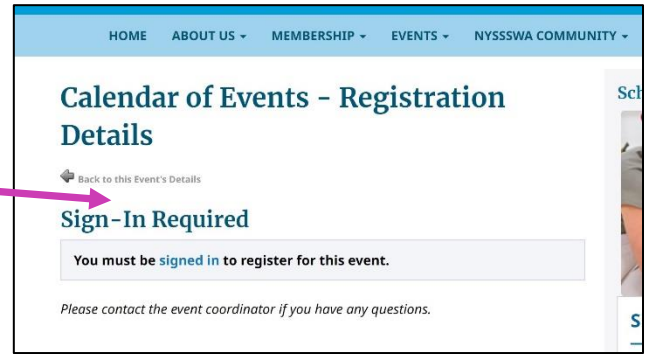 HOME ABOUT US MEMBERSHIP EVENTS NYSSSWA COMMUNITY
Calendar of Events - Registration
Details
Back to this Event's Details
Sign-In Required
You must be signed in to register for this event.
Please contact the event coordinator if you have any questions.